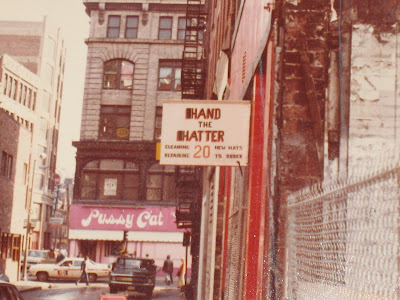 HAND
THE
HATTER
CLEANING 20 NEW HATS
REPAIRING TO ORDER
Pussy Cat